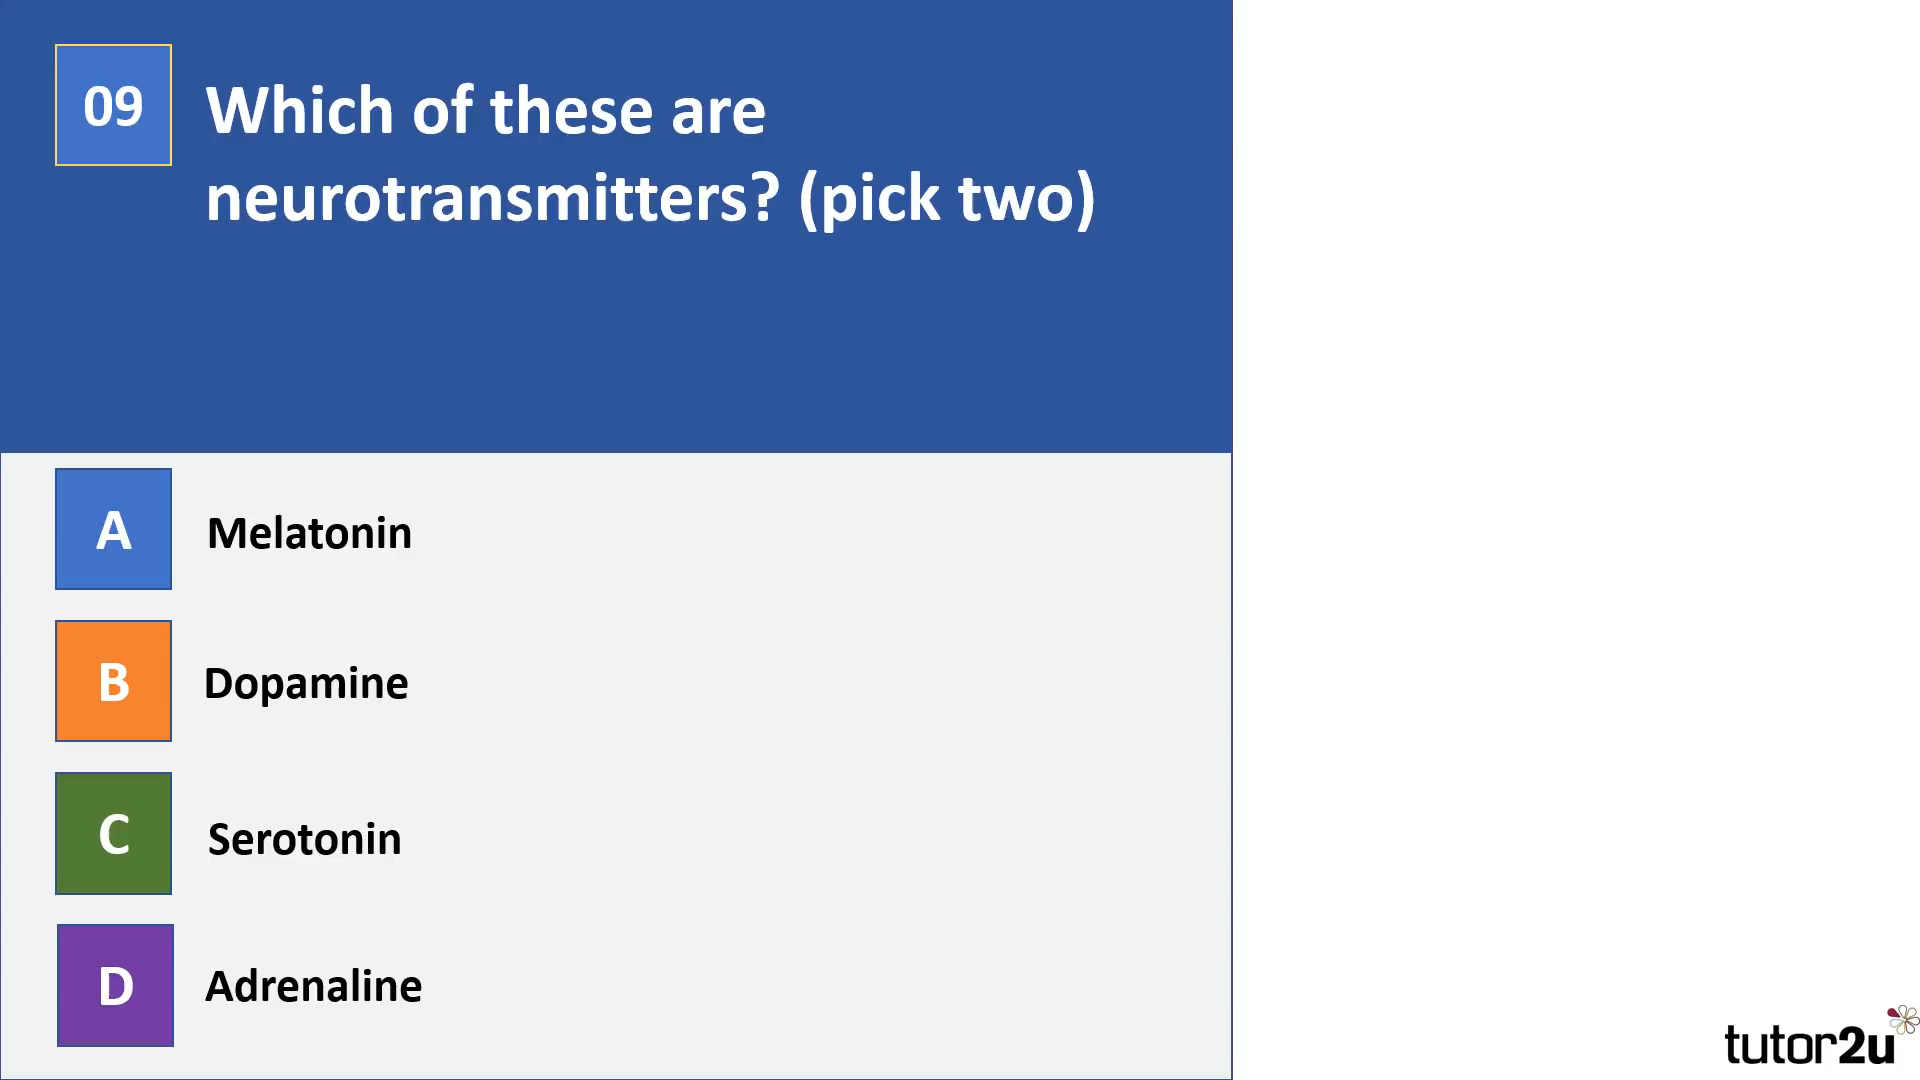 09
Which of these are
neurotransmitters? (pick two)
A
Melatonin
B
Dopamine
C
Serotonin
D
Adrenaline
tutor2u